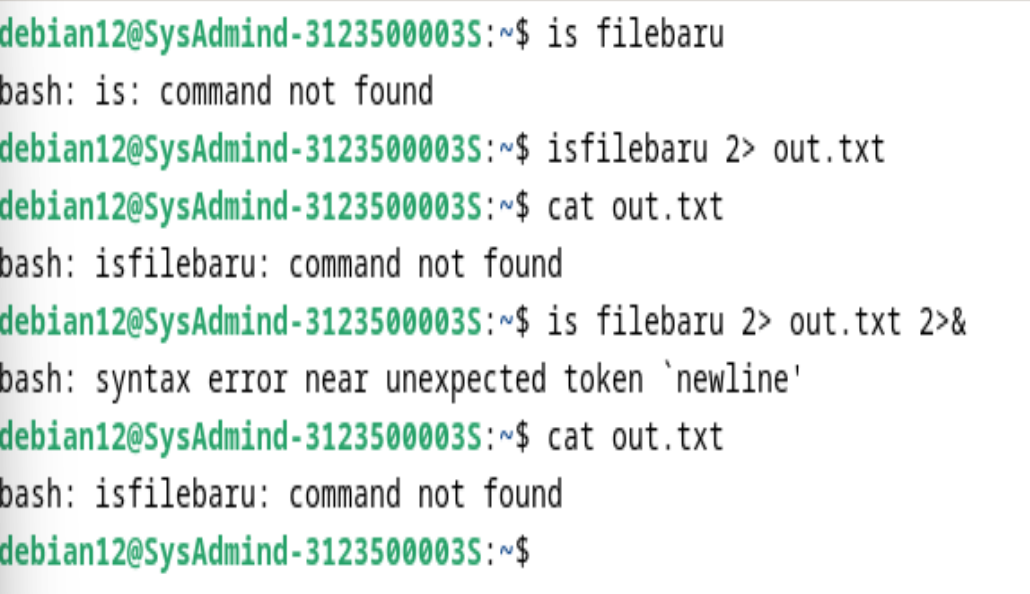 debian12@SysAdmind-3123500003S:~$ is filebaru
bash: is: command not found
debian12@SysAdmind-3123500003S:~$ isfilebaru 2> out.txt
debian12@SysAdmind-3123500003S:~$ cat out.txt
bash: isfilebaru: command not found
debian12@SysAdmind-3123500003S:~$ is filebaru 2> out.txt 2>&
bash: syntax error near unexpected token `newline'
debian12@SysAdmind-3123500003S:~$ cat out.txt
bash: isfilebaru: command not found
debian12@SysAdmind-3123500003S:~$